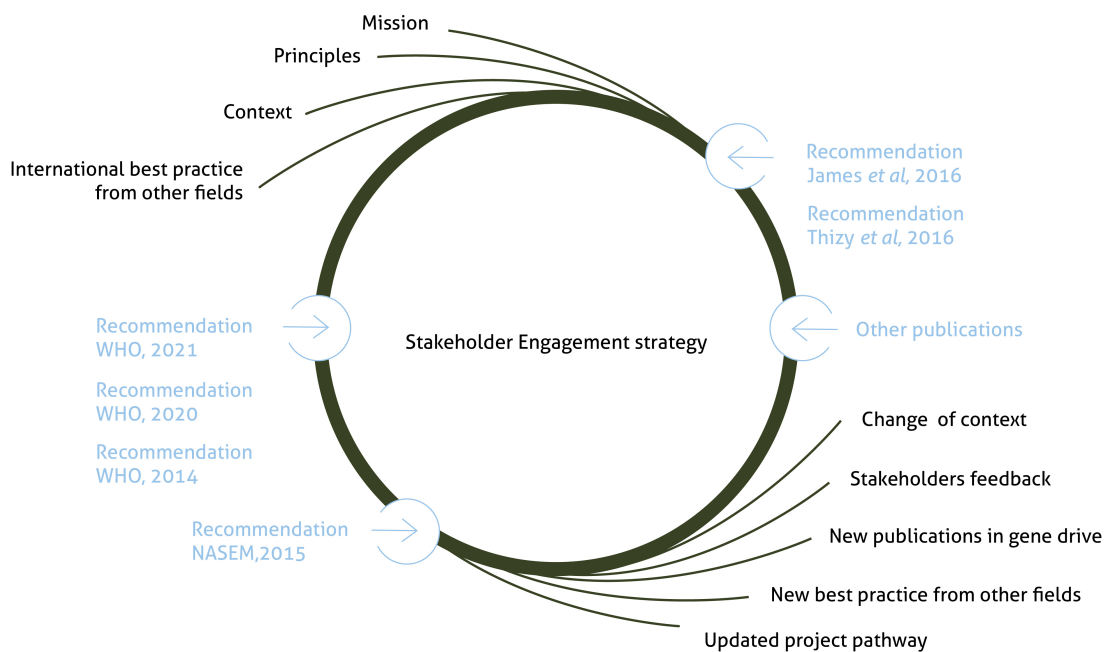 Mission
Principles
Context
International best practice
from other fields
Recommendation
James et al, 2016
Recommendation
Thizy et al, 2016
Recommendation
WHO, 2021
Recommendation
WHO, 2020
Recommendation
WHO, 2014
Stakeholder Engagement strategy
Other publications
Change of context
Stakeholders feedback
New publications in gene drive
New best practice from other fields
Updated project pathway
Recommendation
NASEM,2015